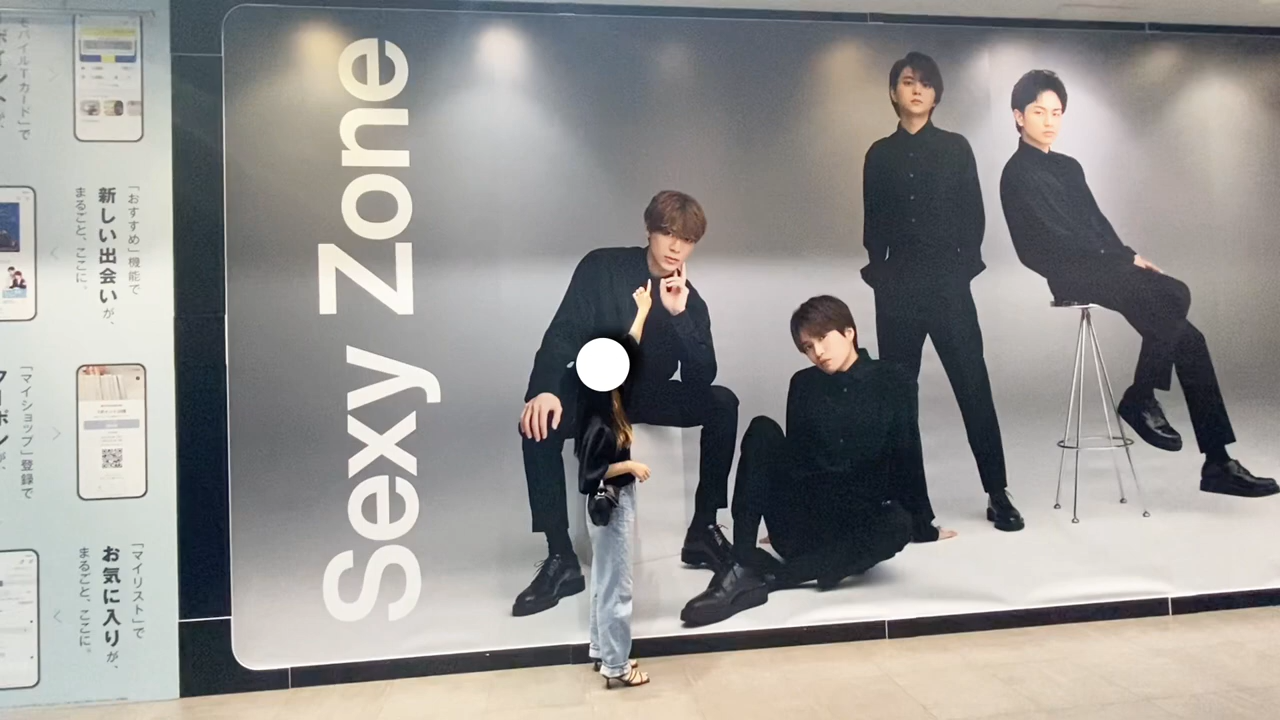 Sexy Zone
モバイルTカード」で
ポイントが、
「おすすめ」機能で
新しい出会いが、
まるごと、ここに。
「マイショップ」登録で
クーポンが、
「マイリスト」で
お気に入りが、
まるごと、ここに。